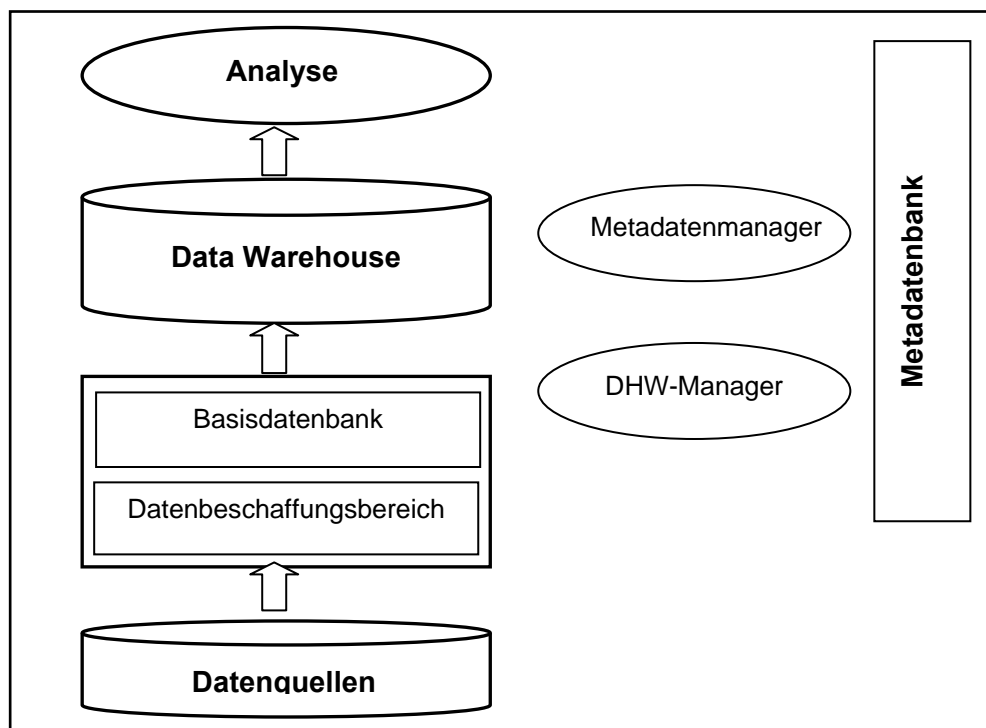 Analyse
Data Warehouse
Basisdatenbank
Datenbeschaffungsbereich
Datenquellen
Metadatenmanager
DHW-Manager
Metadatenbank